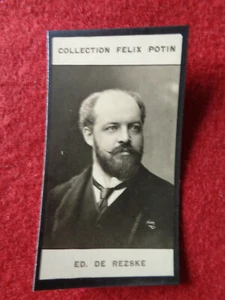 COLLECTION FELIX POTIN
ED. DE REZSKE